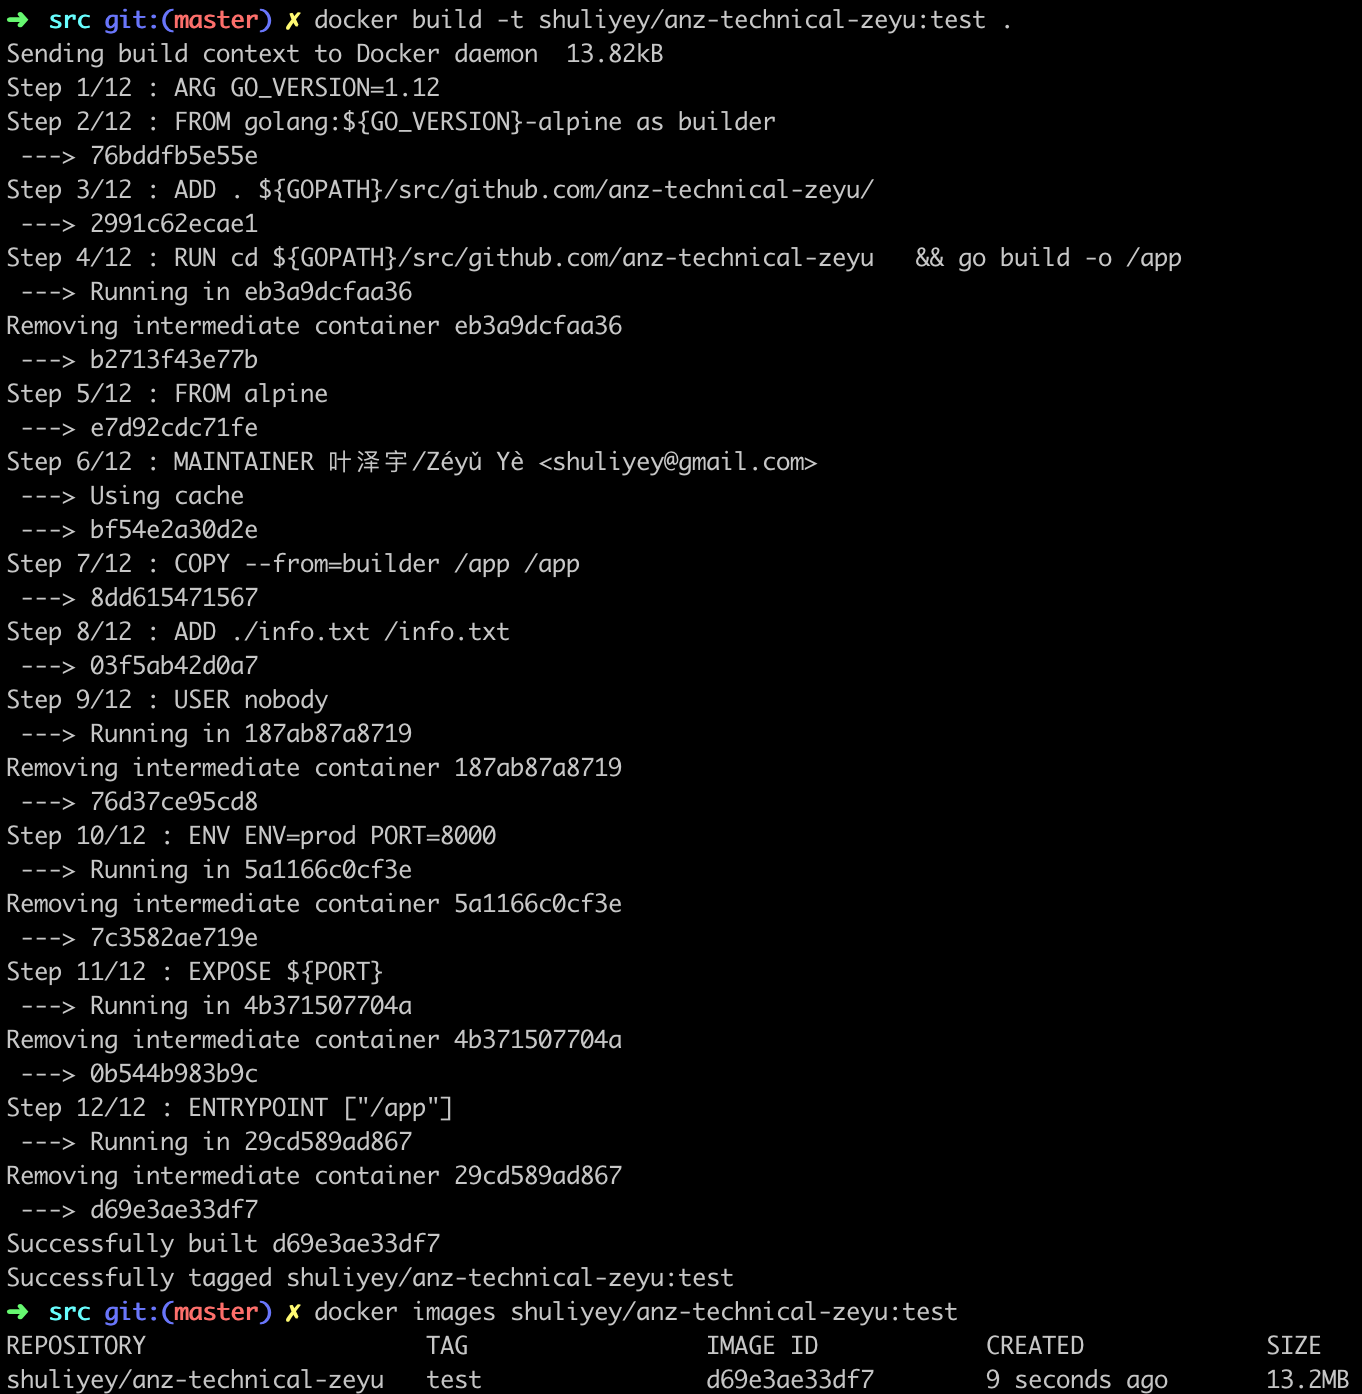 ➜ src git:(master) ✗ docker build -t shuliyey/anz-technical-zeyu:test .
Sending build context to Docker daemon  13.82kB
Step 1/12 : ARG GO_VERSION=1.12
Step 2/12 : FROM golang:${GO_VERSION}-alpine as builder
 ---> 76bddfb5e55e
Step 3/12 : ADD . ${GOPATH}/src/github.com/anz-technical-zeyu/
 ---> 2991c62ecae1
Step 4/12 : RUN cd ${GOPATH}/src/github.com/anz-technical-zeyu   && go build -o /app
 ---> Running in eb3a9dcfaa36
Removing intermediate container eb3a9dcfaa36
 ---> b2713f43e77b
Step 5/12 : FROM alpine
 ---> e7d92cdc71fe
Step 6/12 : MAINTAINER 叶泽宇/Zéyǔ Yè <shuliyey@gmail.com>
 ---> Using cache
 ---> bf54e2a30d2e
Step 7/12 : COPY --from=builder /app /app
 ---> 8dd615471567
Step 8/12 : ADD ./info.txt /info.txt
 ---> 03f5ab42d0a7
Step 9/12 : USER nobody
 ---> Running in 187ab87a8719
Removing intermediate container 187ab87a8719
 ---> 76d37ce95cd8
Step 10/12 : ENV ENV=prod PORT=8000
 ---> Running in 5a1166c0cf3e
Removing intermediate container 5a1166c0cf3e
 ---> 7c3582ae719e
Step 11/12 : EXPOSE ${PORT}
 ---> Running in 4b371507704a
Removing intermediate container 4b371507704a
 ---> 0b544b983b9c
Step 12/12 : ENTRYPOINT ["/app"]
 ---> Running in 29cd589ad867
Removing intermediate container 29cd589ad867
 ---> d69e3ae33df7
Successfully built d69e3ae33df7
Successfully tagged shuliyey/anz-technical-zeyu:test
➜ src git:(master) ✗ docker images shuliyey/anz-technical-zeyu:test
REPOSITORY                    TAG                 IMAGE ID            CREATED             SIZE
shuliyey/anz-technical-zeyu   test                d69e3ae33df7        9 seconds ago       13.2MB